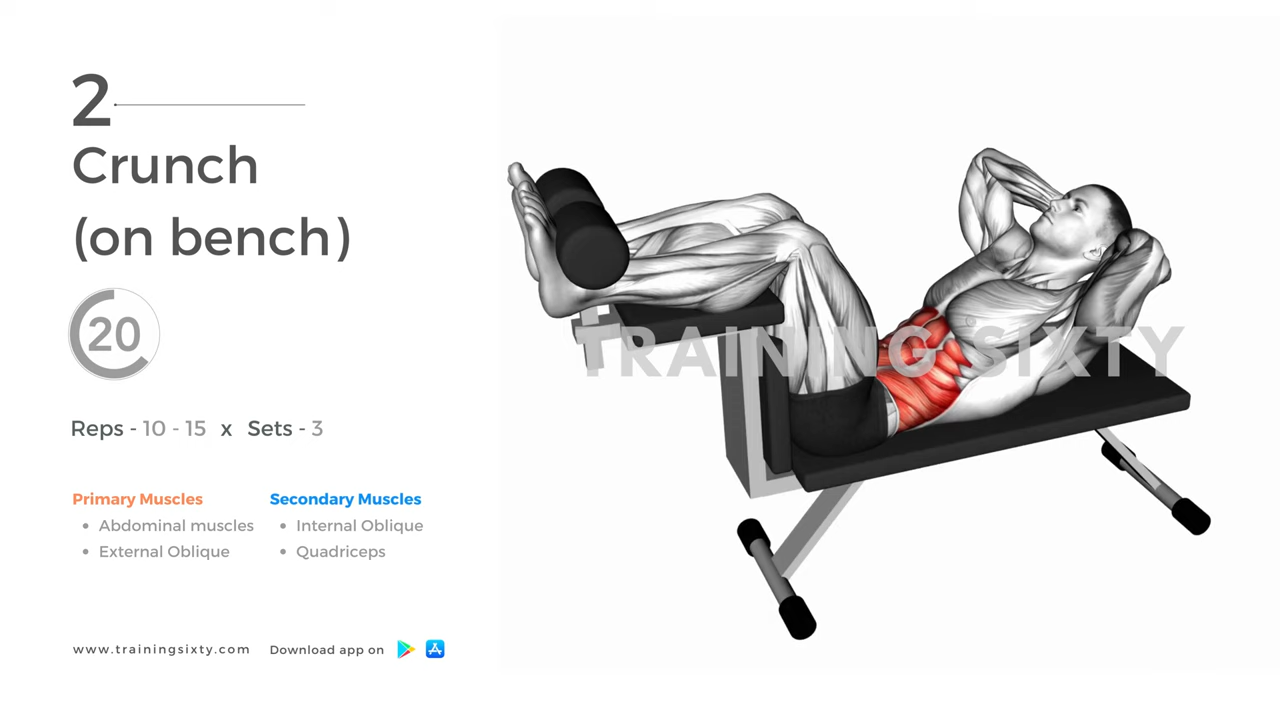 2
Crunch
(on bench)
20
Reps - 10 - 15 x Sets - 3
Primary Muscles Secondary Muscles
• Abdominal muscles • Internal Oblique
• External Oblique • Quadriceps
www.trainingsixty.com Download app on
TRAINING SIXTY